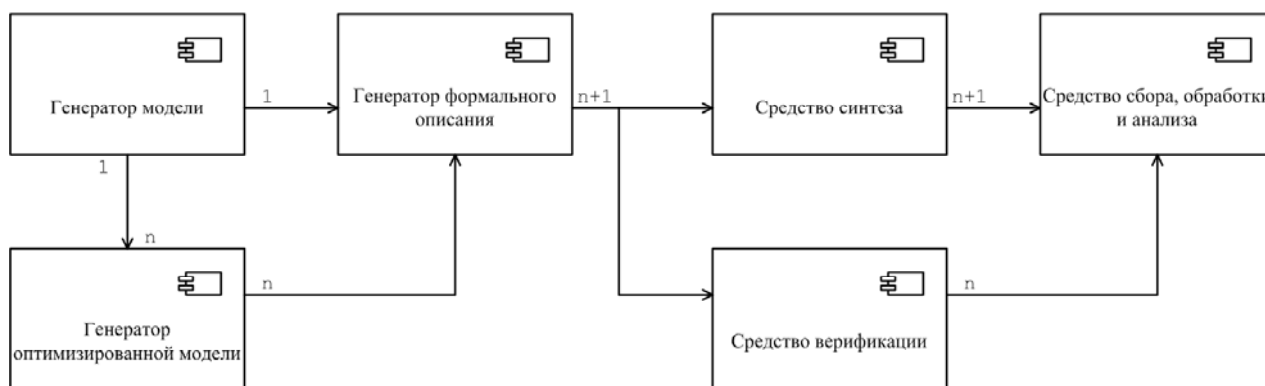 Генератор модели
1
Генератор формального
описания
n+1
Средство синтеза
n+1
Средство сбора, обработки
и анализа
1
n
Генератор
оптимизированной модели
n
Средство верификации
n